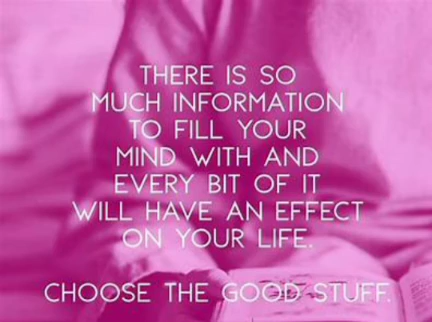 THERE IS SO
MUCH INFORMATION
TO FILL YOUR
MIND WITH AND
EVERY BIT OF IT
WILL HAVE AN EFFECT
ON YOUR LIFE.
CHOOSE THE GOOD STUFF.